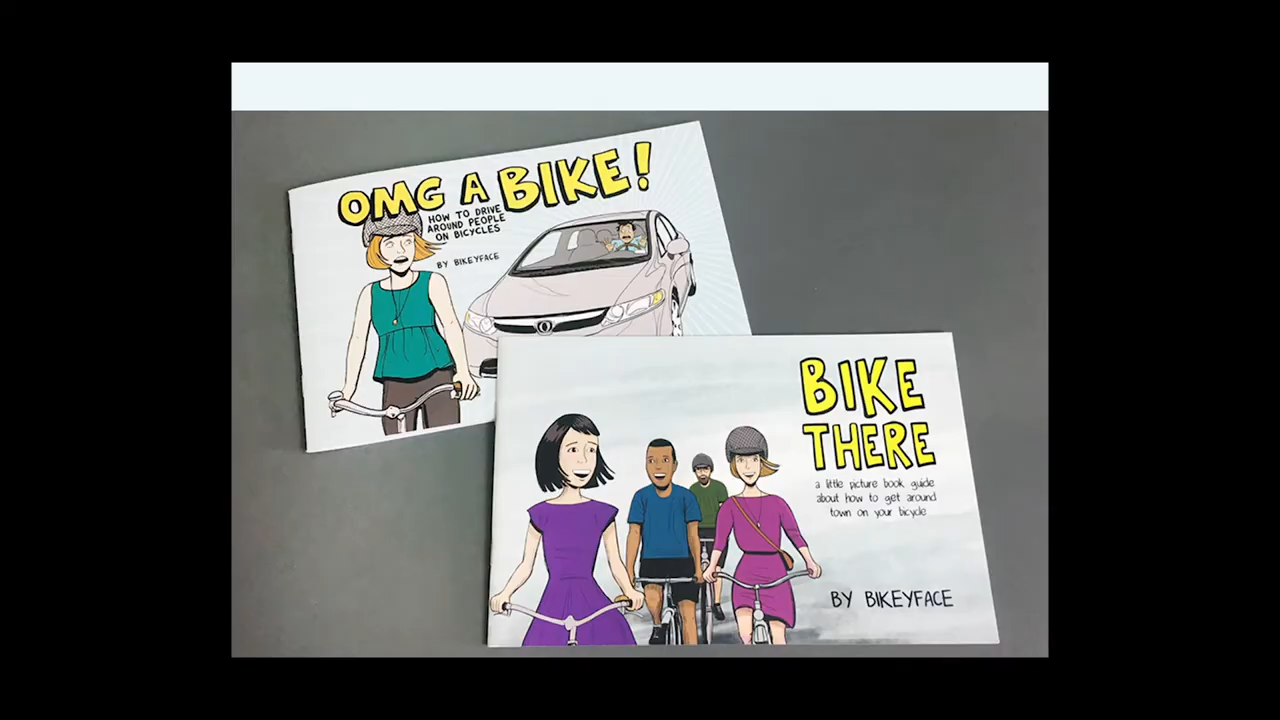 OMG A BIKE!
HOW TO DRIVE
AROUND PEOPLE
ON BICYCLES
BY BIKEYFACE
BIKE
THERE
a little picture book guide
about how to get around
town on your bicycle
BY BIKEYFACE